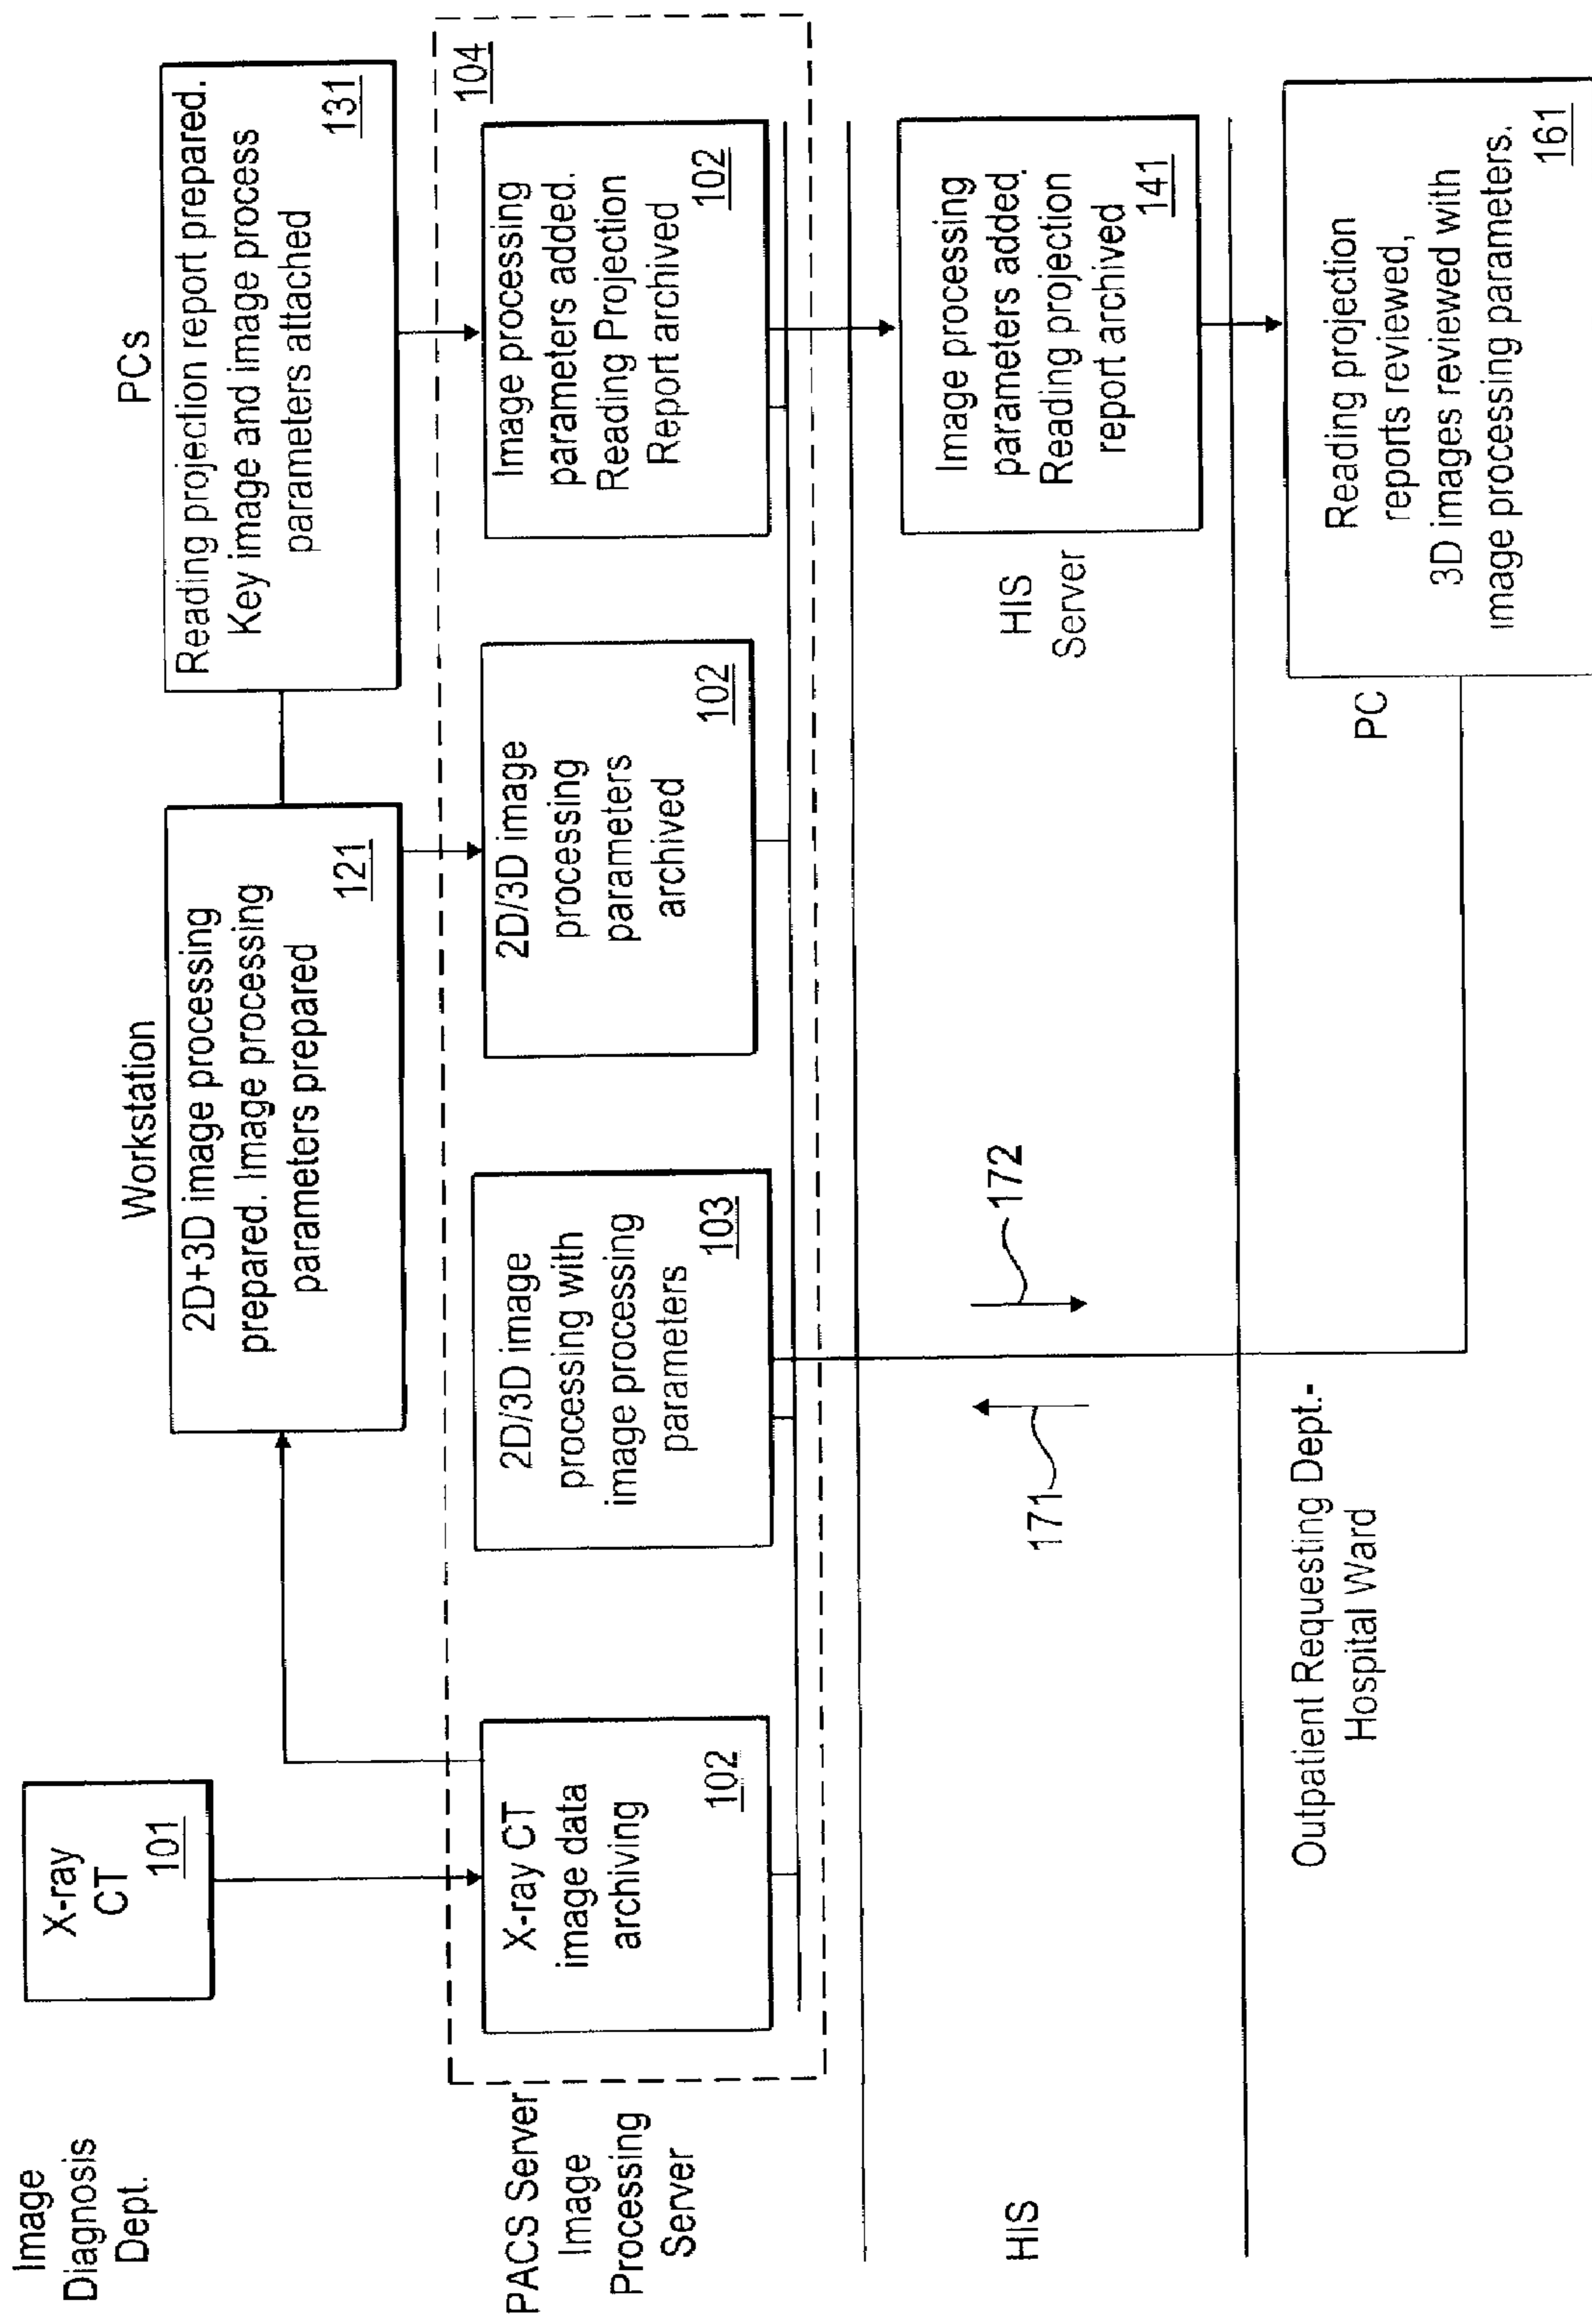 Image
Diagnosis
Dept.
X-ray
CT
101
Workstation
2D+3D image processing
prepared. Image processing
parameters prepared
121
PCs
Reading projection report prepared.
Key image and image process
parameters attached
131
PACS Server
Image
Processing
Server
104
X-ray CT
image data
archiving
102
2D/3D image
processing with
image processing
parameters
103
2D/3D image
processing
parameters
archived
102
Image processing
parameters added.
Reading Projection
Report archived
102
HIS
171
172
HIS
Server
Image processing
parameters added.
Reading projection
report archived
141
Outpatient Requesting Dept.-
Hospital Ward
PC
Reading projection
reports reviewed,
3D images reviewed with
image processing parameters.
161